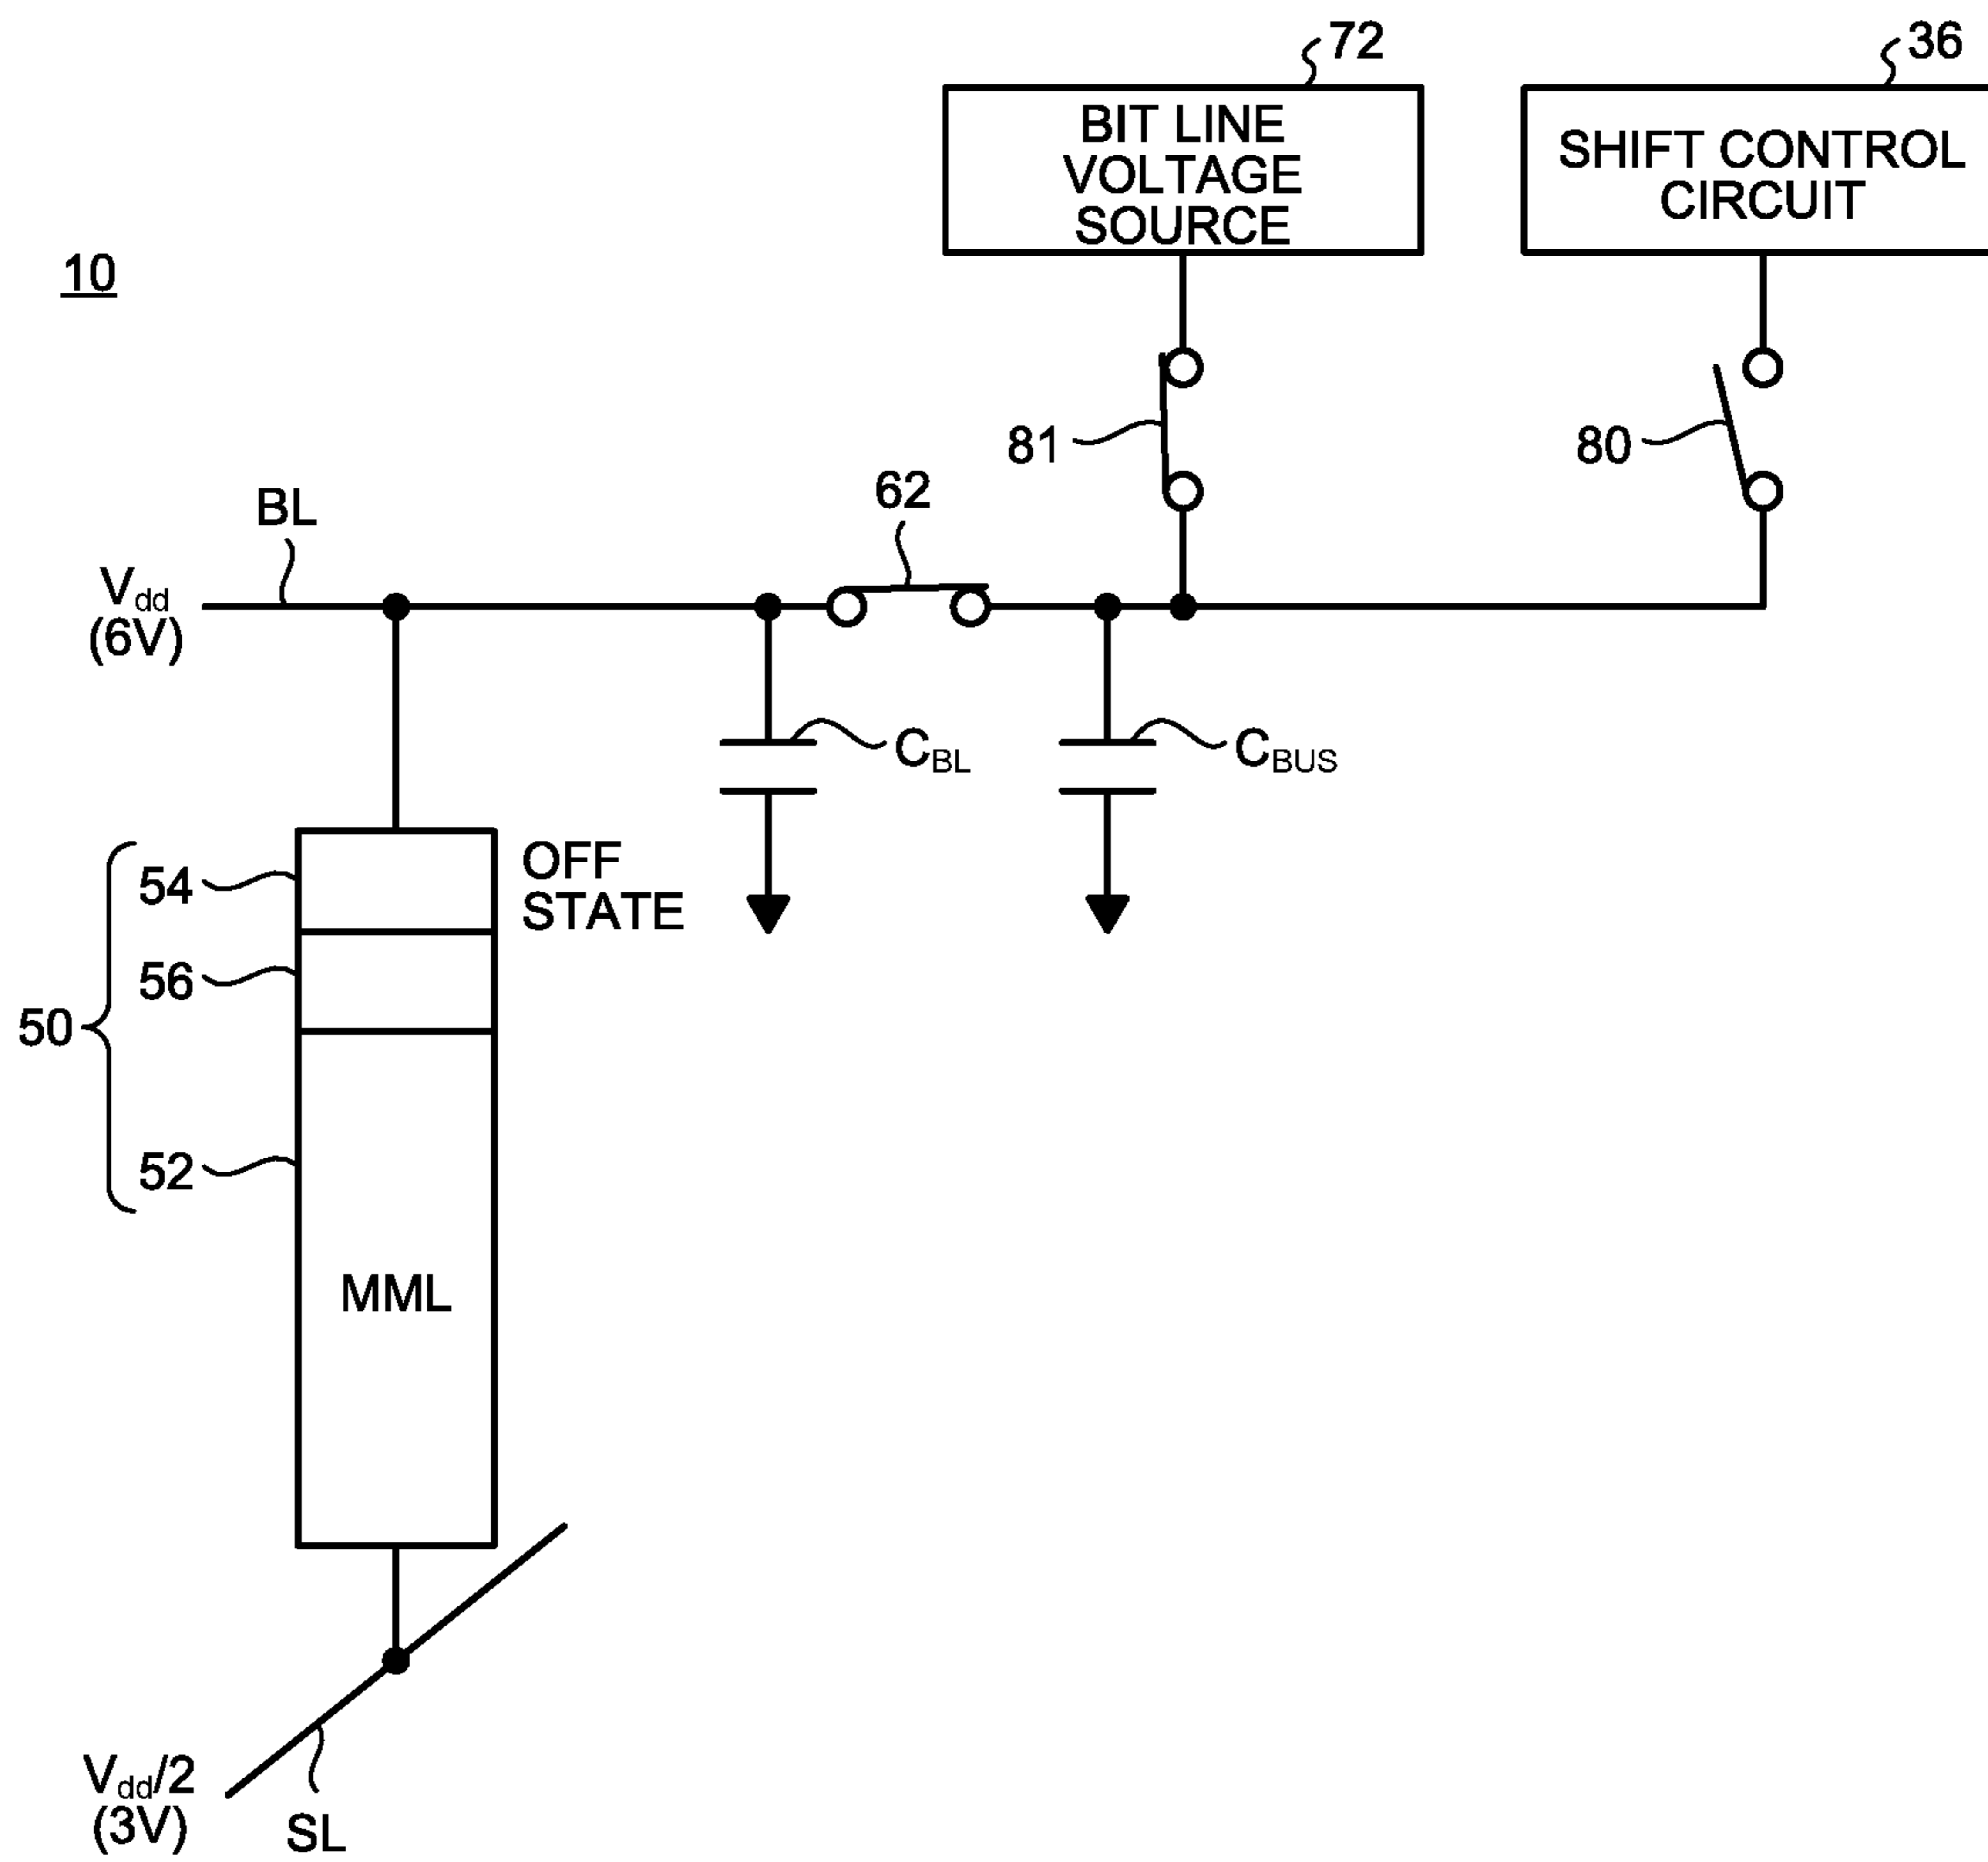 72
36
BIT LINE
VOLTAGE
SOURCE
SHIFT CONTROL
CIRCUIT
10
81
80
62
BL
Vdd
(6V)
CBL
CBUS
OFF
STATE
54
56
50
52
MML
Vdd/2
(3V)
SL